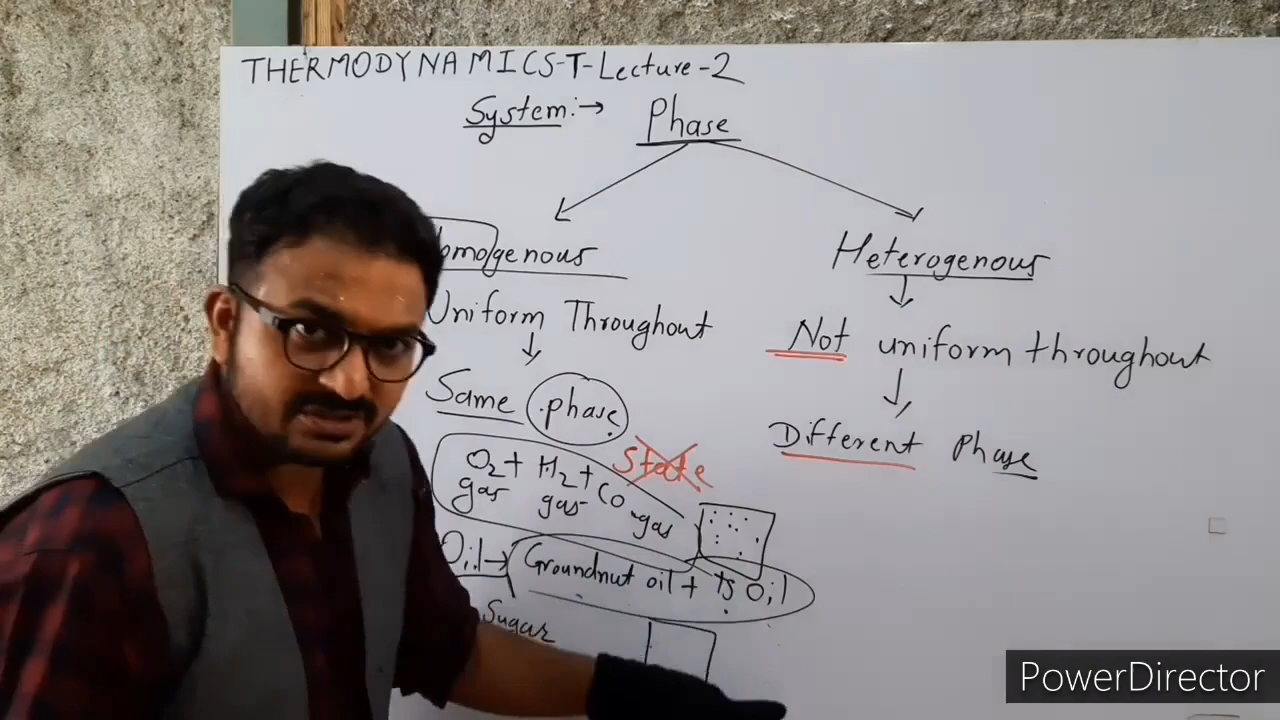 THERMODYNAMICS-T-Lecture-2
System:→ Phase
omogenous
Heterogenous
Uniform Throughout
Not uniform throughout
Same phase
State
Different Phase
O2 + H2 + CO
gas gas gas
Oil → Groundnut oil + Oil
Sugar
PowerDirector